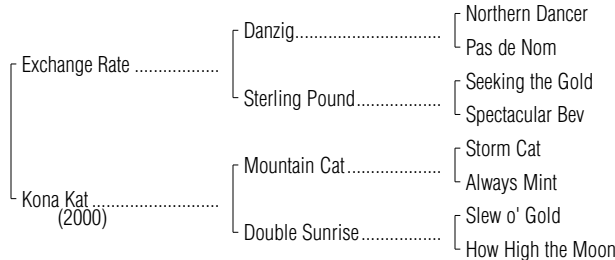 Northern Dancer
Danzig..................................
Pas de Nom
Exchange Rate ...................
Seeking the Gold
Sterling Pound....................
Spectacular Bev
Storm Cat
Mountain Cat......................
Always Mint
Kona Kat.............................
(2000)
Slew o' Gold
Double Sunrise...................
How High the Moon